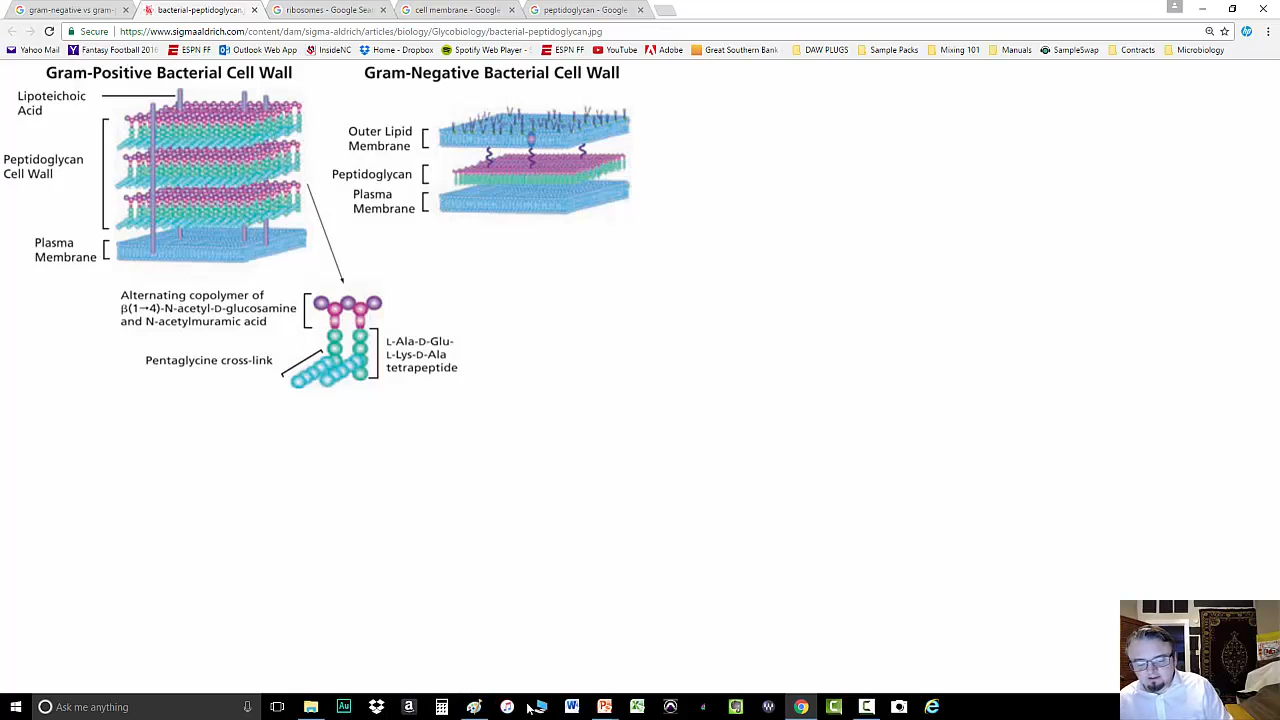 gram-negative vs gram-p
bacterial-peptidoglycan.
ribosomes - Google Sear
cell membrane - Google
peptidoglycan - Google
Secure
https://www.sigmaaldrich.com/content/dam/sigma-aldrich/articles/biology/Glycobiology/bacterial-peptidoglycan.jpg
Yahoo Mail
Fantasy Football 2016
ESPN FF
Outlook Web App
InsideNC
Home - Dropbox
Spotify Web Player -
ESPN FF
YouTube
Adobe
Great Southern Bank
DAW PLUGS
Sample Packs
Mixing 101
Manuals
SampleSwap
Contracts
Microbiology
Gram-Positive Bacterial Cell Wall
Lipoteichoic
Acid
Peptidoglycan
Cell Wall
Plasma
Membrane
Gram-Negative Bacterial Cell Wall
Outer Lipid
Membrane
Peptidoglycan
Plasma
Membrane
Alternating copolymer of
β(1→4)-N-acetyl-D-glucosamine
and N-acetylmuramic acid
Pentaglycine cross-link
L-Ala-D-Glu-
L-Lys-D-Ala
tetrapeptide
Ask me anything